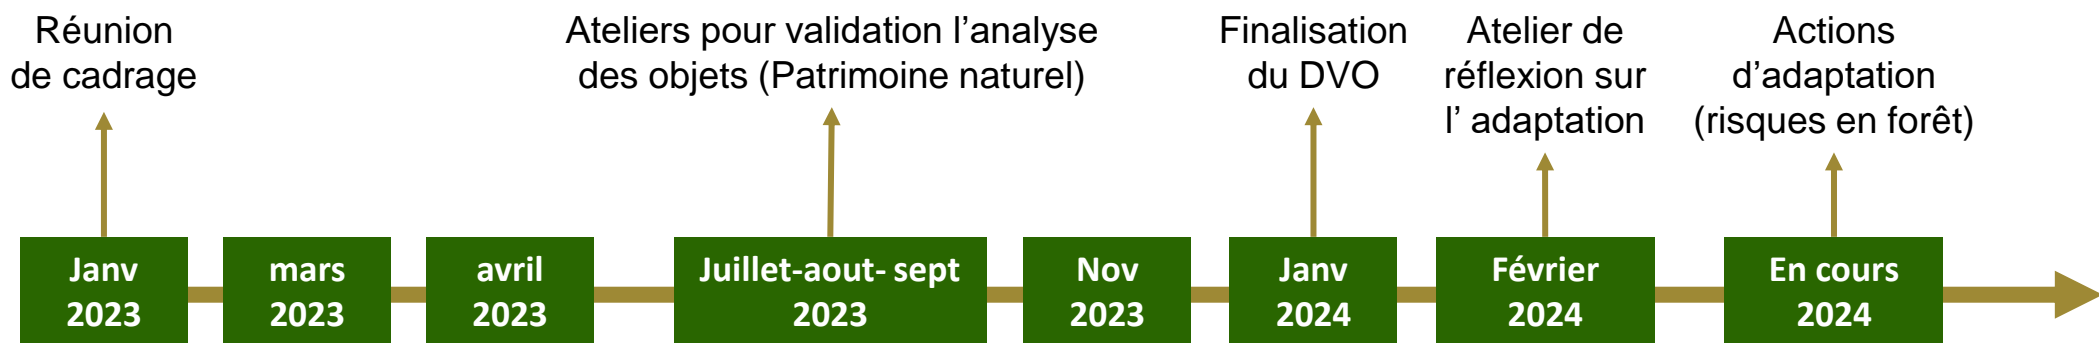 Réunion
de cadrage
Ateliers pour validation l’analyse
des objets (Patrimoine naturel)
Finalisation
du DVO
Atelier de
réflexion sur
l’ adaptation
Actions
d’adaptation
(risques en forêt)
Janv
2023
mars
2023
avril
2023
Juillet-aout- sept
2023
Nov
2023
Janv
2024
Février
2024
En cours
2024